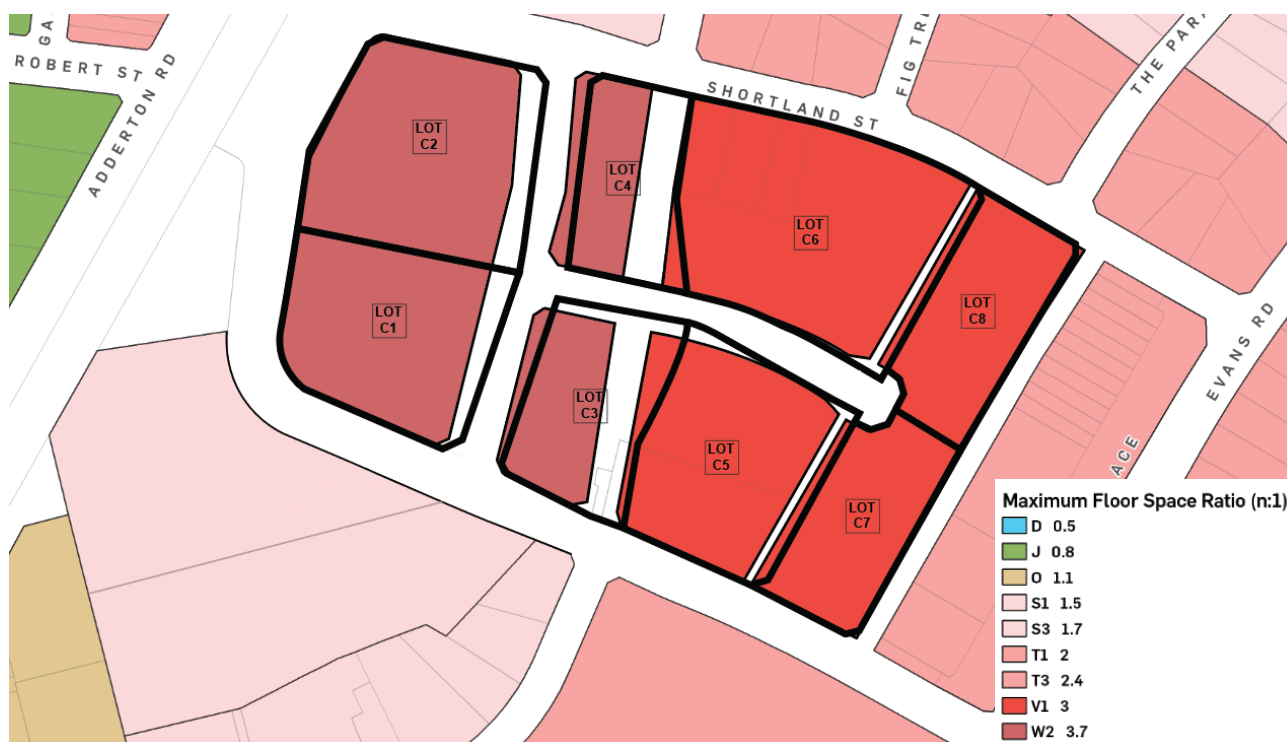 GA
ROBERT ST
ADDERTON RD
SHORTLAND ST
FIG TRE
THE PAR
EVANS RD
ACE
LOT
C2
LOT
C4
LOT
C6
LOT
C8
LOT
C1
LOT
C3
LOT
C5
LOT
C7
Maximum Floor Space Ratio (n:1)
D 0.5
J 0.8
O 1.1
S1 1.5
S3 1.7
T1 2
T3 2.4
V1 3
W2 3.7